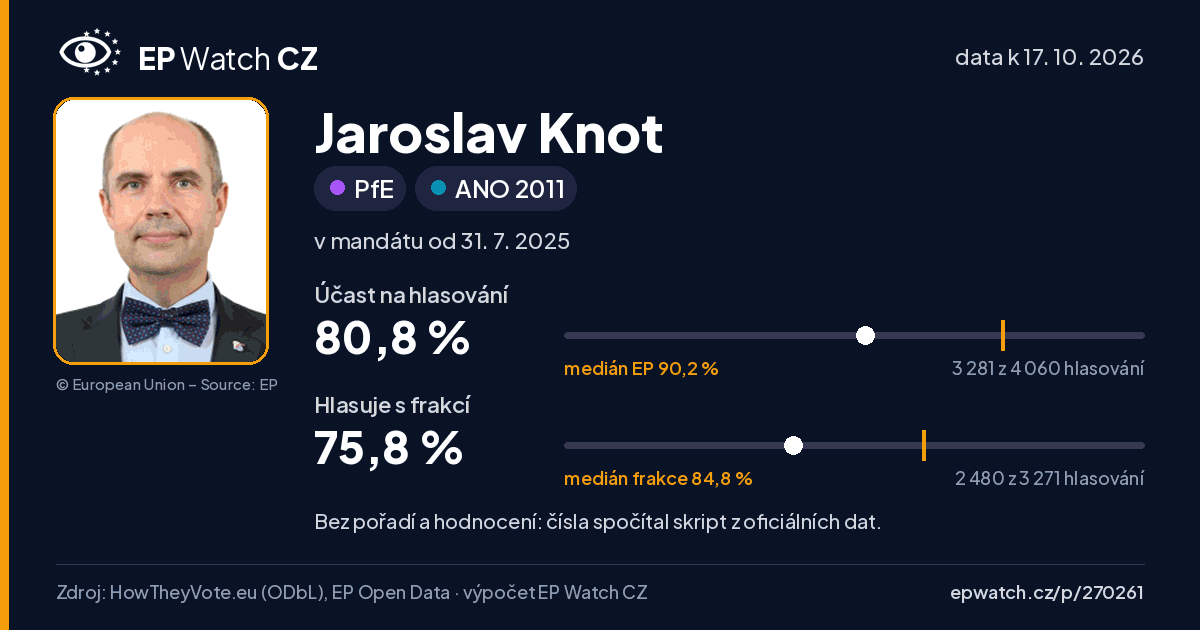 EP Watch CZ
data k 17. 10. 2026
Jaroslav Knot
PfE
ANO 2011
v mandátu od 31. 7. 2025
© European Union – Source: EP
Účast na hlasování
80,8 %
medián EP 90,2 %
3 281 z 4 060 hlasování
Hlasuje s frakcí
75,8 %
medián frakce 84,8 %
2 480 z 3 271 hlasování
Bez pořadí a hodnocení: čísla spočítal skript z oficiálních dat.
Zdroj: HowTheyVote.eu (ODbL), EP Open Data · výpočet EP Watch CZ
epwatch.cz/p/270261